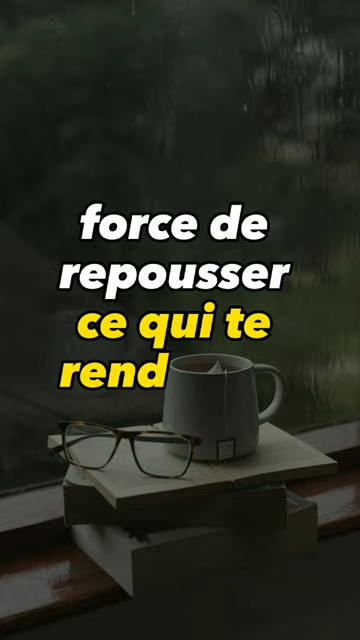 force de
repousser
ce qui te
rend